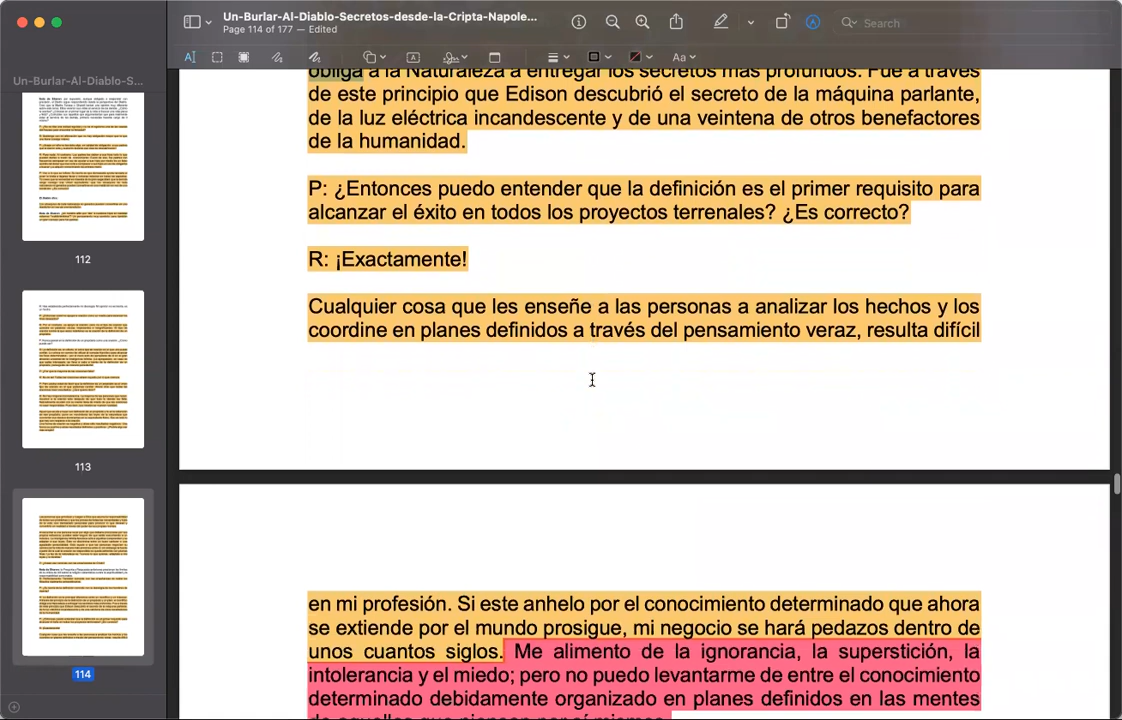 Un-Burlar-Al-Diablo-Secretos-desde-la-Cripta-Napole...
Page 114 of 177 — Edited
Search
Aa
Un-Burlar-Al-Diablo-S...
112
113
114
obliga a la Naturaleza a entregar los secretos más profundos. Fue a través
de este principio que Edison descubrió el secreto de la máquina parlante,
de la luz eléctrica incandescente y de una veintena de otros benefactores
de la humanidad.
P: ¿Entonces puedo entender que la definición es el primer requisito para
alcanzar el éxito en todos los proyectos terrenales? ¿Es correcto?
R: ¡Exactamente!
Cualquier cosa que les enseñe a las personas a analizar los hechos y los
coordine en planes definidos a través del pensamiento veraz, resulta difícil
en mi profesión. Si este anhelo por el conocimiento determinado que ahora
se extiende por el mundo prosigue, mi negocio se hará pedazos dentro de
unos cuantos siglos. Me alimento de la ignorancia, la superstición, la
intolerancia y el miedo; pero no puedo levantarme de entre el conocimiento
determinado debidamente organizado en planes definidos en las mentes
de aquellos que piensan por sí mismos.